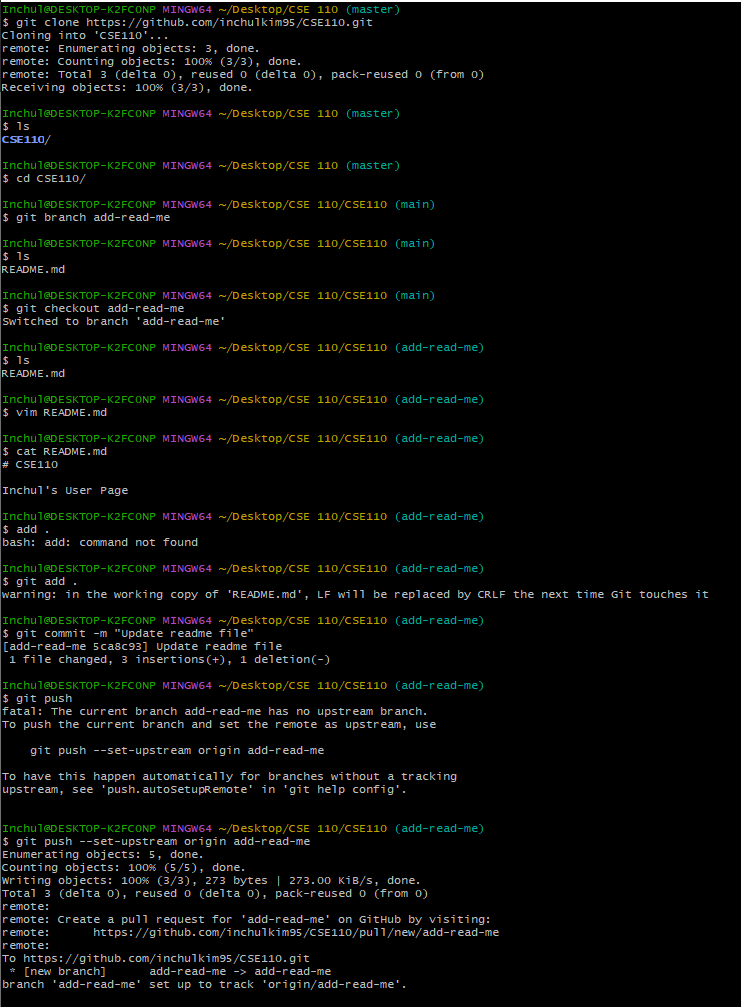 Inchul@DESKTOP-K2FCONP MINGW64 ~/Desktop/CSE 110 (master)
$ git clone https://github.com/inchulkim95/CSE110.git
Cloning into 'CSE110'...
remote: Enumerating objects: 3, done.
remote: Counting objects: 100% (3/3), done.
remote: Total 3 (delta 0), reused 0 (delta 0), pack-reused 0 (from 0)
Receiving objects: 100% (3/3), done.
Inchul@DESKTOP-K2FCONP MINGW64 ~/Desktop/CSE 110 (master)
$ ls
CSE110/
Inchul@DESKTOP-K2FCONP MINGW64 ~/Desktop/CSE 110 (master)
$ cd CSE110/
Inchul@DESKTOP-K2FCONP MINGW64 ~/Desktop/CSE 110/CSE110 (main)
$ git branch add-read-me
Inchul@DESKTOP-K2FCONP MINGW64 ~/Desktop/CSE 110/CSE110 (main)
$ ls
README.md
Inchul@DESKTOP-K2FCONP MINGW64 ~/Desktop/CSE 110/CSE110 (main)
$ git checkout add-read-me
Switched to branch 'add-read-me'
Inchul@DESKTOP-K2FCONP MINGW64 ~/Desktop/CSE 110/CSE110 (add-read-me)
$ ls
README.md
Inchul@DESKTOP-K2FCONP MINGW64 ~/Desktop/CSE 110/CSE110 (add-read-me)
$ vim README.md
Inchul@DESKTOP-K2FCONP MINGW64 ~/Desktop/CSE 110/CSE110 (add-read-me)
$ cat README.md
# CSE110
Inchul's User Page
Inchul@DESKTOP-K2FCONP MINGW64 ~/Desktop/CSE 110/CSE110 (add-read-me)
$ add .
bash: add: command not found
Inchul@DESKTOP-K2FCONP MINGW64 ~/Desktop/CSE 110/CSE110 (add-read-me)
$ git add .
warning: in the working copy of 'README.md', LF will be replaced by CRLF the next time Git touches it
Inchul@DESKTOP-K2FCONP MINGW64 ~/Desktop/CSE 110/CSE110 (add-read-me)
$ git commit -m "Update readme file"
[add-read-me 5ca8c93] Update readme file
1 file changed, 3 insertions(+), 1 deletion(-)
Inchul@DESKTOP-K2FCONP MINGW64 ~/Desktop/CSE 110/CSE110 (add-read-me)
$ git push
fatal: The current branch add-read-me has no upstream branch.
To push the current branch and set the remote as upstream, use
git push --set-upstream origin add-read-me
To have this happen automatically for branches without a tracking
upstream, see 'push.autoSetupRemote' in 'git help config'.
Inchul@DESKTOP-K2FCONP MINGW64 ~/Desktop/CSE 110/CSE110 (add-read-me)
$ git push --set-upstream origin add-read-me
Enumerating objects: 5, done.
Counting objects: 100% (5/5), done.
Writing objects: 100% (3/3), 273 bytes | 273.00 KiB/s, done.
Total 3 (delta 0), reused 0 (delta 0), pack-reused 0 (from 0)
remote:
remote: Create a pull request for 'add-read-me' on GitHub by visiting:
remote:      https://github.com/inchulkim95/CSE110/pull/new/add-read-me
remote:
To https://github.com/inchulkim95/CSE110.git
* [new branch]      add-read-me -> add-read-me
branch 'add-read-me' set up to track 'origin/add-read-me'.